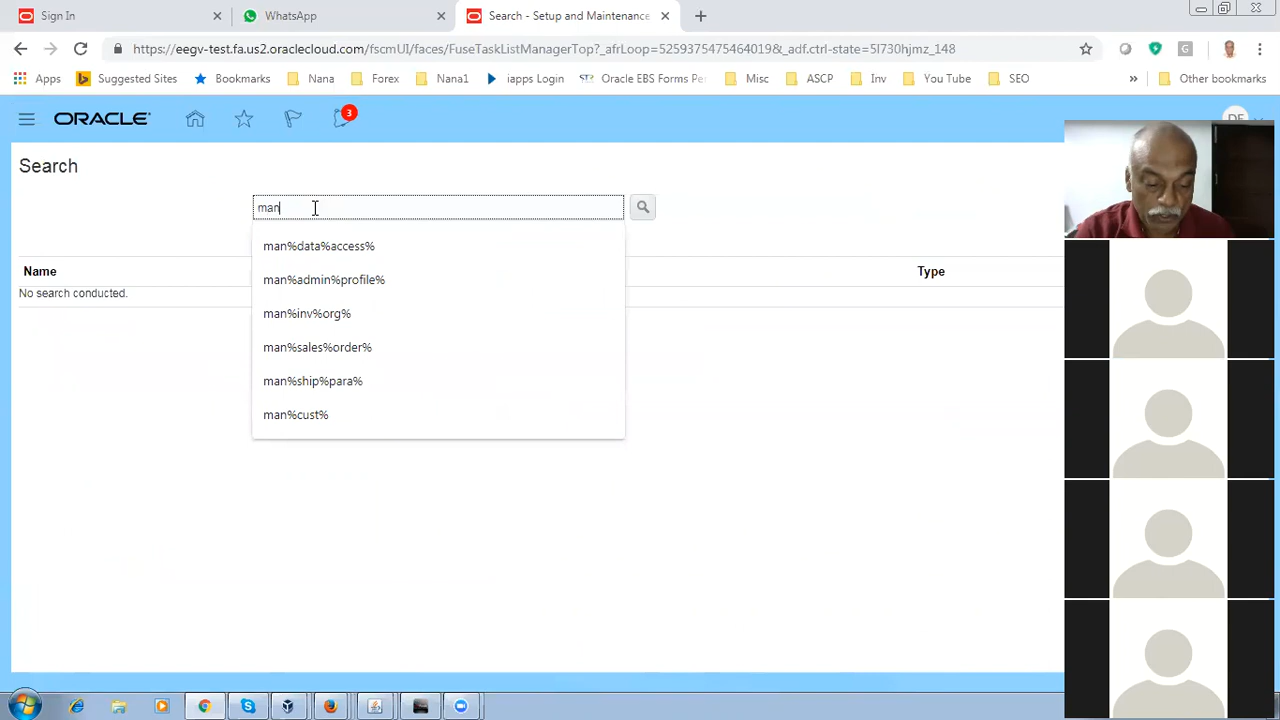 Sign In
WhatsApp
Search - Setup and Maintenance
https://eegv-test.fa.us2.oraclecloud.com/fscmUI/faces/FuseTaskListManagerTop?_afrLoop=5259375475464019&_adf.ctrl-state=5l730hjmz_148
Apps Suggested Sites Bookmarks Nana Forex Nana1 iapps Login Oracle EBS Forms Pe Misc ASCP Inv You Tube SEO » Other bookmarks
ORACLE 3
Search
man
man%data%access%
man%admin%profile%
man%inv%org%
man%sales%order%
man%ship%para%
man%cust%
Name Type
No search conducted.